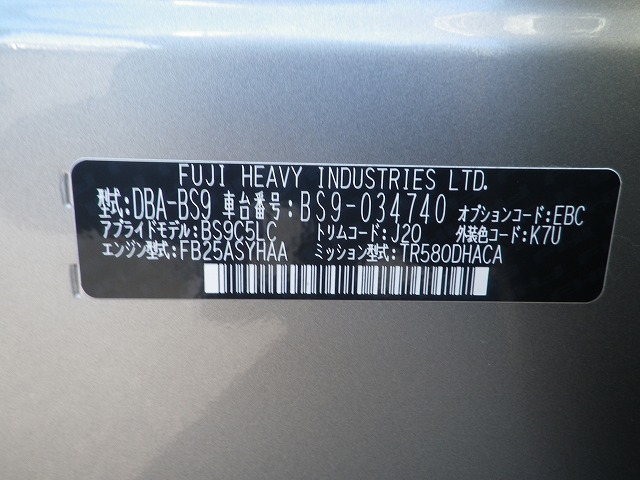 FUJI HEAVY INDUSTRIES LTD.
型式:DBA-BS9 車台番号:BS9-034740 オプションコード:EBC
アプライドモデル:BS9C5LC トリムコード:J20 外装色コード:K7U
エンジン型式:FB25ASYHAA ミッション型式:TR580DHACA